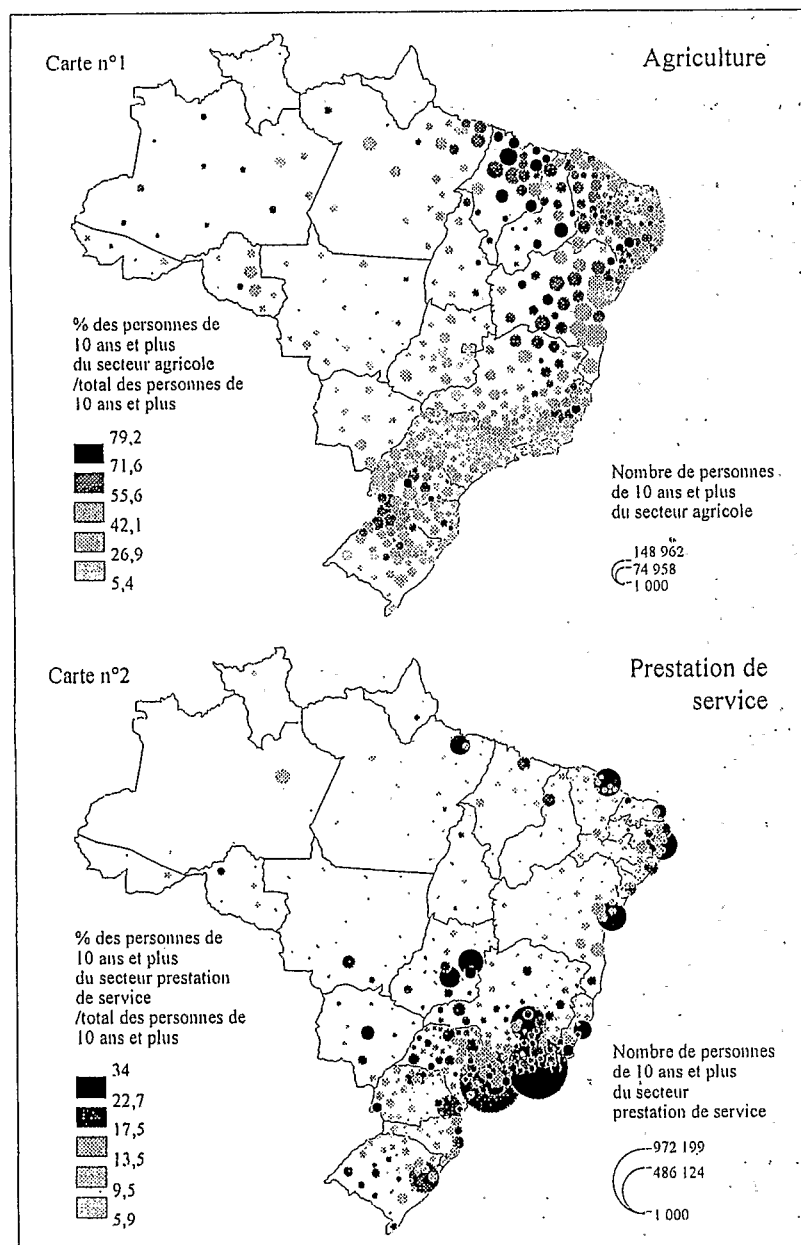 Carte n°1
Agriculture
% des personnes de
10 ans et plus
du secteur agricole
/total des personnes de
10 ans et plus
79,2
71,6
55,6
42,1
26,9
5,4
Nombre de personnes
de 10 ans et plus
du secteur agricole
148 962
74 958
1 000
Carte n°2
Prestation de
service
% des personnes de
10 ans et plus
du secteur prestation
de service
/total des personnes de
10 ans et plus
34
22,7
17,5
13,5
9,5
5,9
Nombre de personnes
de 10 ans et plus
du secteur
prestation de service
972 199
486 124
1 000